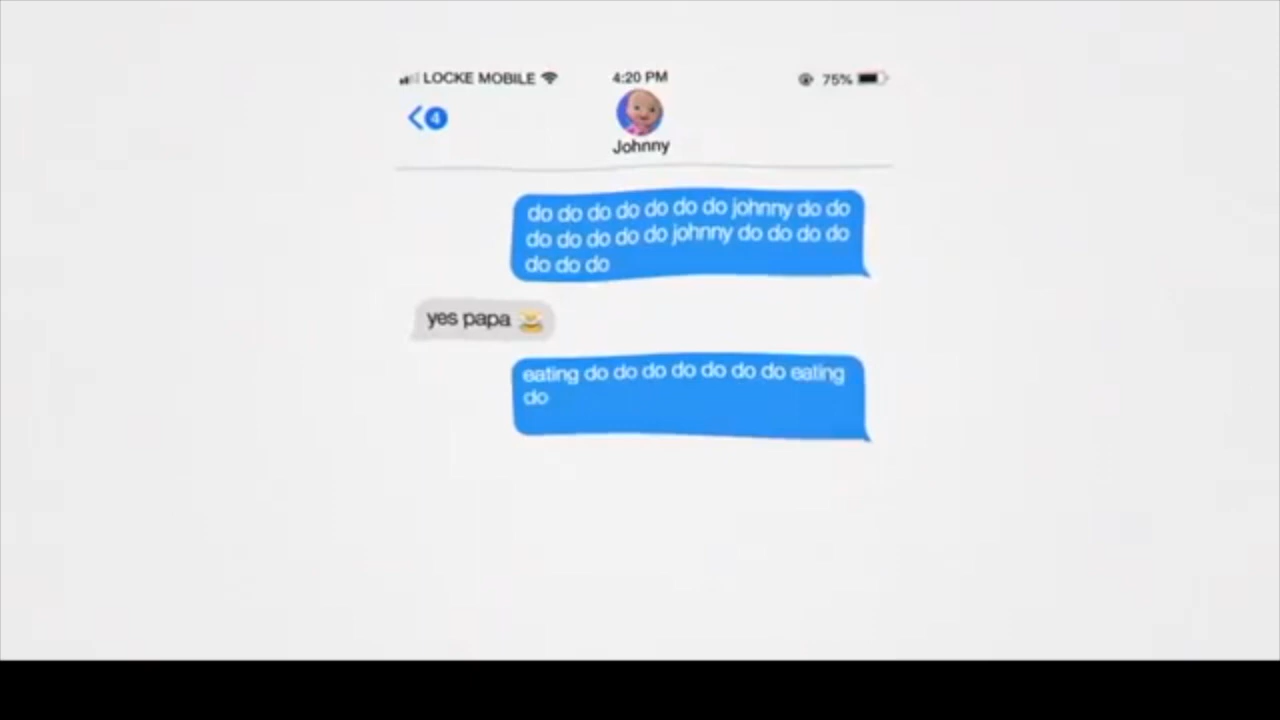 LOCKE MOBILE 4:20 PM 75%
4
Johnny
do do do do do do do johnny do do
do do do do do johnny do do do do
do do do
yes papa
eating do do do do do do do eating
do